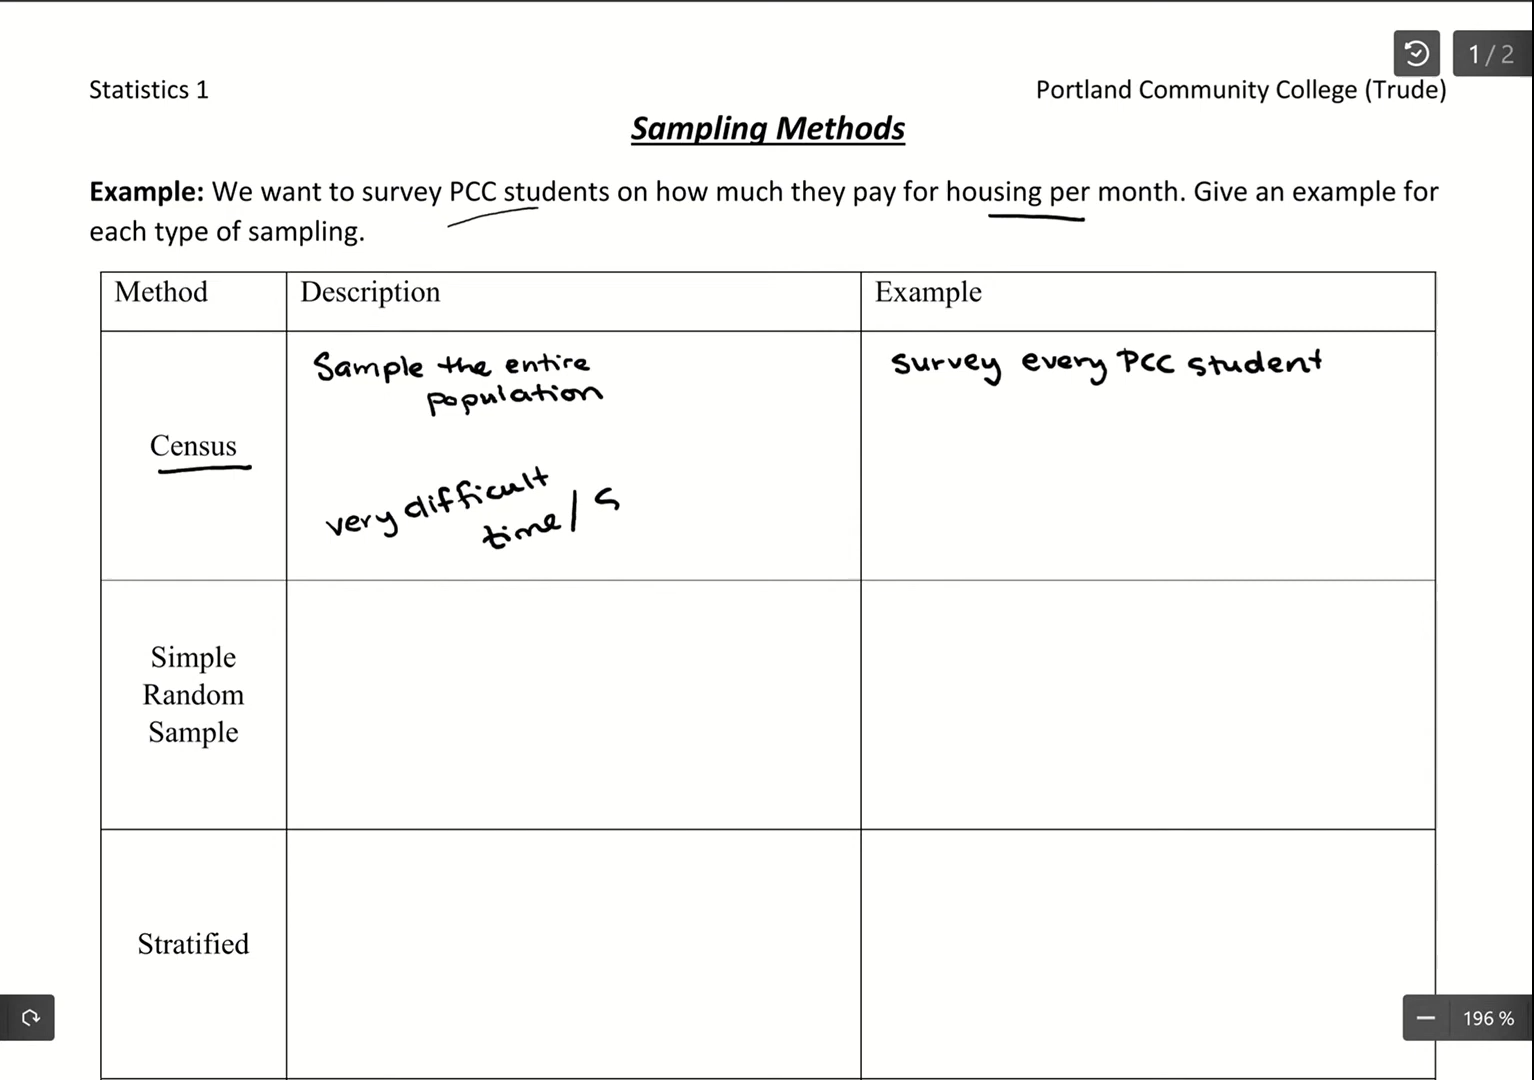 1 / 2
Statistics 1
Portland Community College (Trude)
Sampling Methods
Example: We want to survey PCC students on how much they pay for housing per month. Give an example for
each type of sampling.
Method
Description
Example
Census
Sample the entire
population
very difficult
time/
survey every PCC student
Simple
Random
Sample
Stratified
196 %